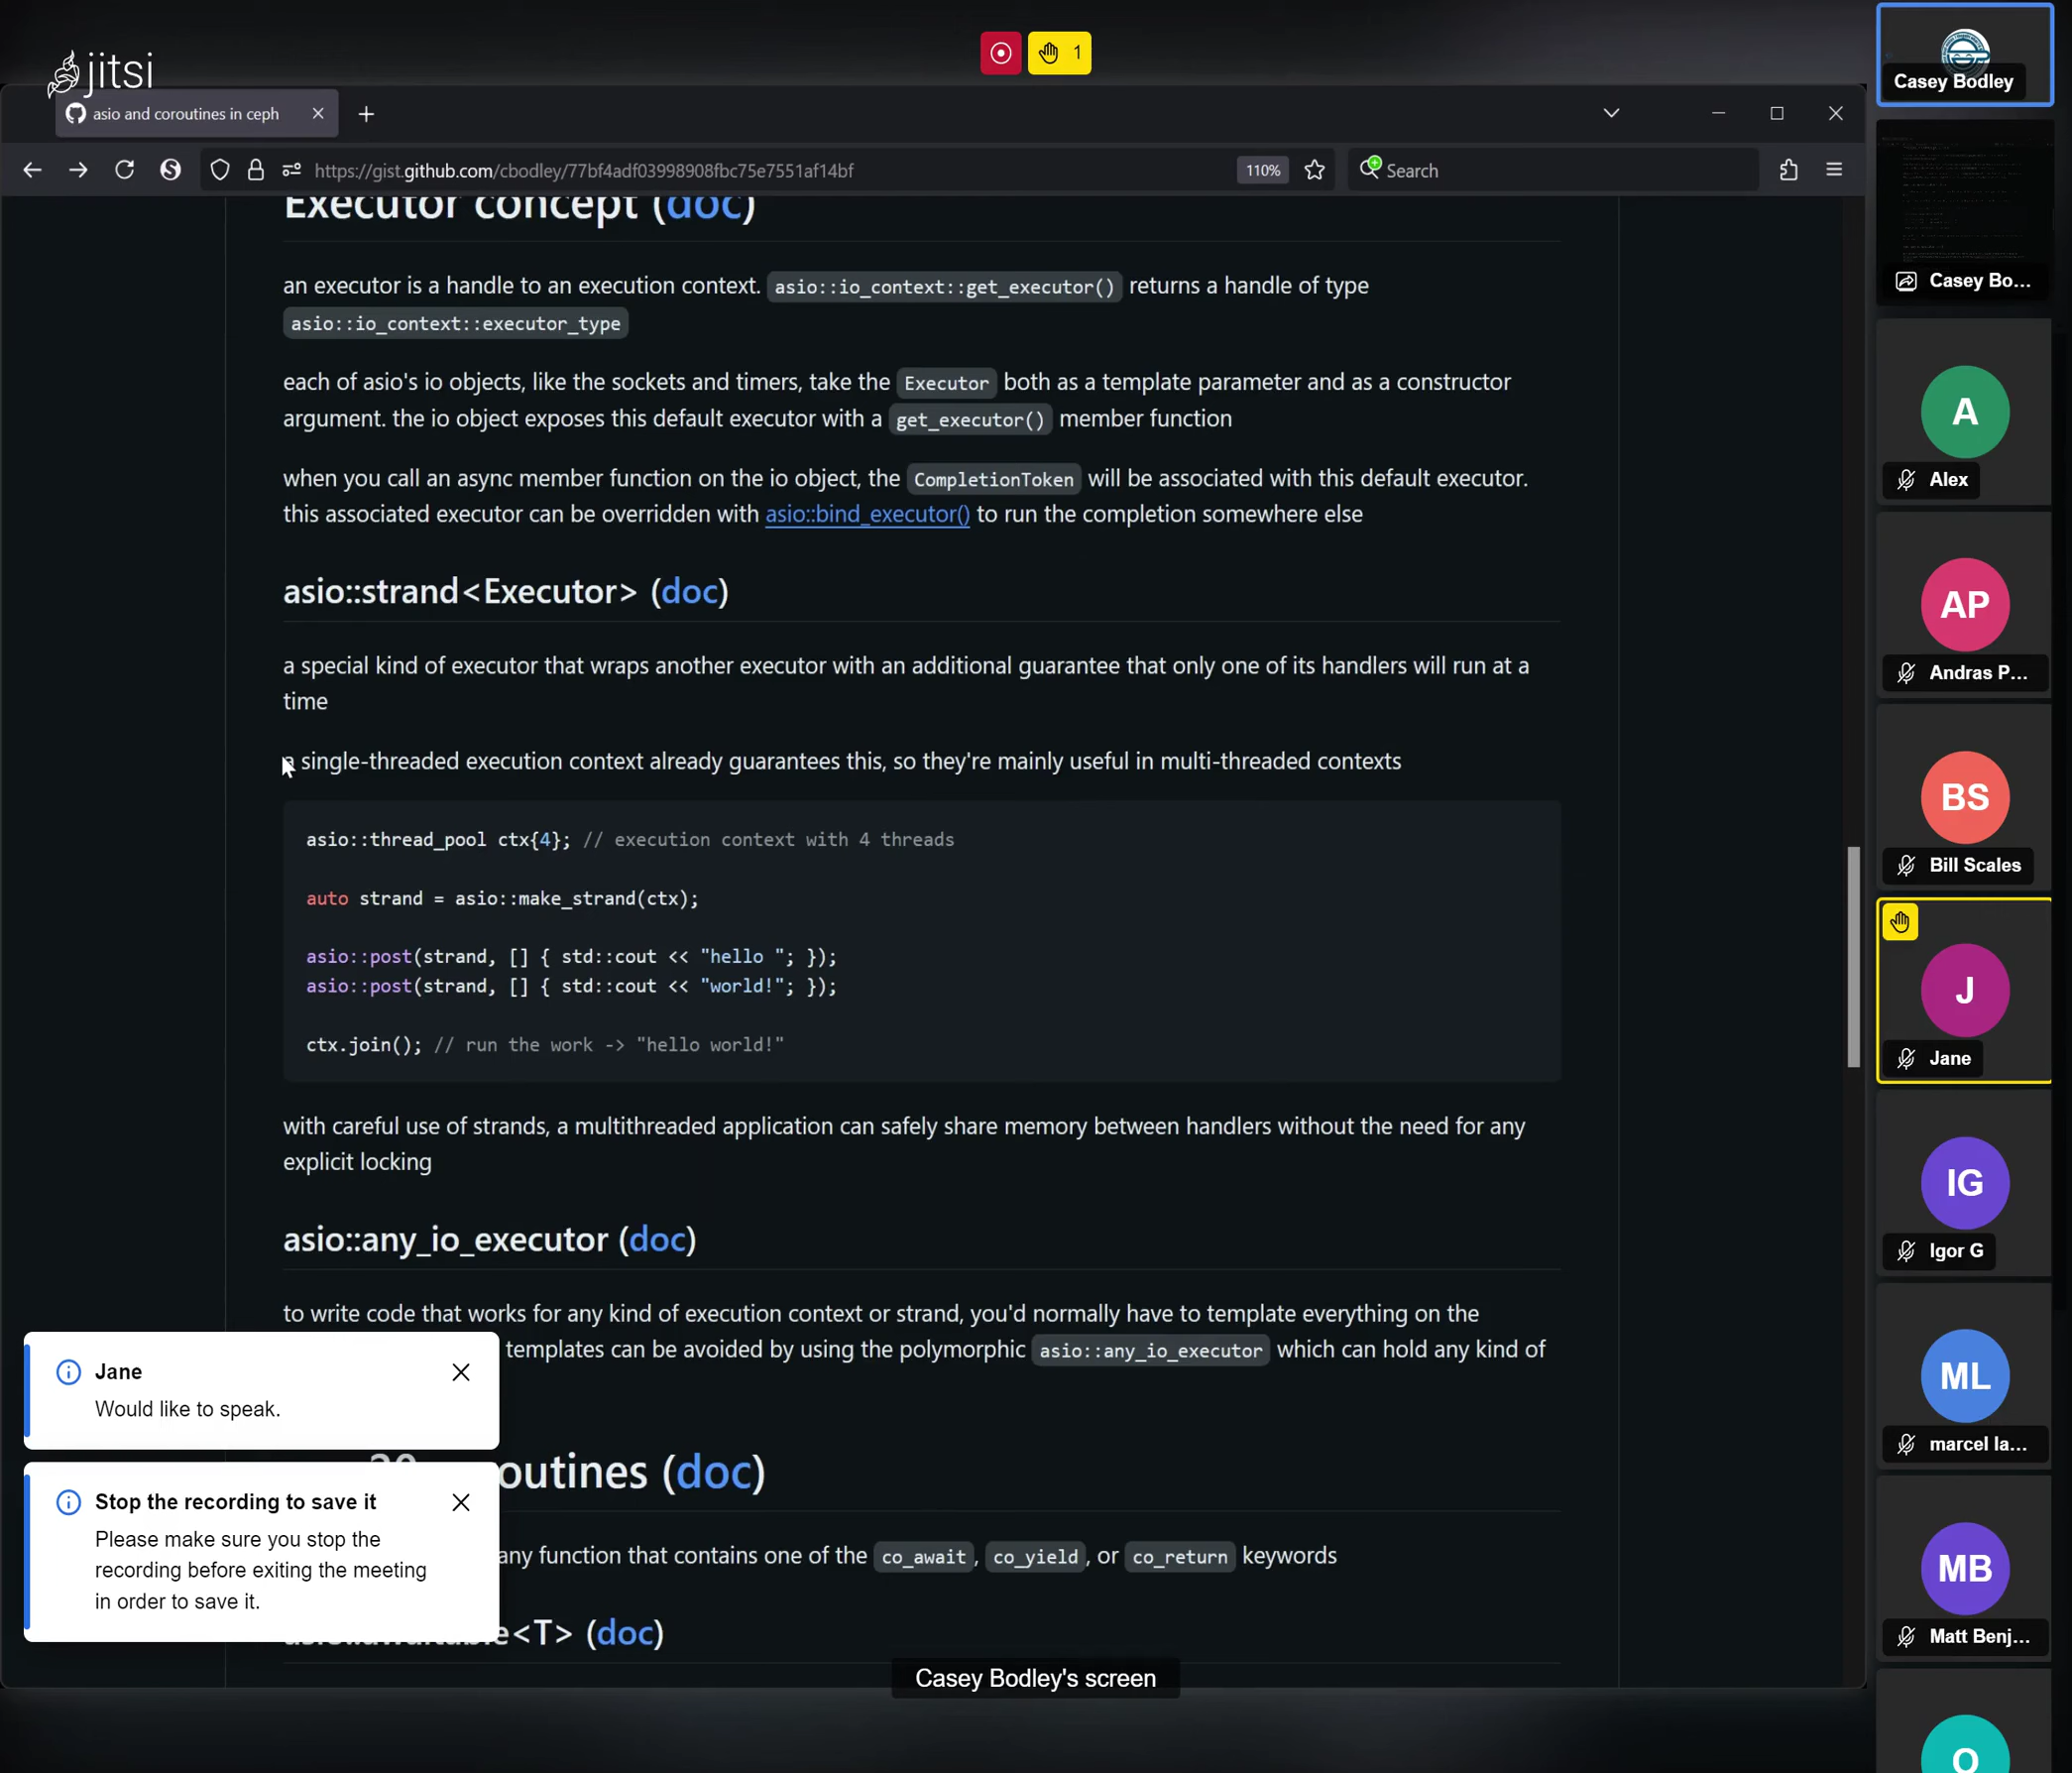 jitsi
1
asio and coroutines in ceph
https://gist.github.com/cbodley/77bf4adf03998908fbc75e7551af14bf
110%
Search
Executor concept (doc)
an executor is a handle to an execution context. asio::io_context::get_executor() returns a handle of type
asio::io_context::executor_type
each of asio's io objects, like the sockets and timers, take the Executor both as a template parameter and as a constructor
argument. the io object exposes this default executor with a get_executor() member function
when you call an async member function on the io object, the CompletionToken will be associated with this default executor.
this associated executor can be overridden with asio::bind_executor() to run the completion somewhere else
asio::strand<Executor> (doc)
a special kind of executor that wraps another executor with an additional guarantee that only one of its handlers will run at a
time
a single-threaded execution context already guarantees this, so they're mainly useful in multi-threaded contexts
asio::thread_pool ctx{4}; // execution context with 4 threads
auto strand = asio::make_strand(ctx);
asio::post(strand, [] { std::cout << "hello "; });
asio::post(strand, [] { std::cout << "world!"; });
ctx.join(); // run the work -> "hello world!"
with careful use of strands, a multithreaded application can safely share memory between handlers without the need for any
explicit locking
asio::any_io_executor (doc)
to write code that works for any kind of execution context or strand, you'd normally have to template everything on the
templates can be avoided by using the polymorphic asio::any_io_executor which can hold any kind of
outines (doc)
any function that contains one of the co_await, co_yield, or co_return keywords
e<T> (doc)
Jane
Would like to speak.
Stop the recording to save it
Please make sure you stop the
recording before exiting the meeting
in order to save it.
Casey Bodley's screen
Casey Bodley
Casey Bo...
A
Alex
AP
Andras P...
BS
Bill Scales
J
Jane
IG
Igor G
ML
marcel la...
MB
Matt Benj...